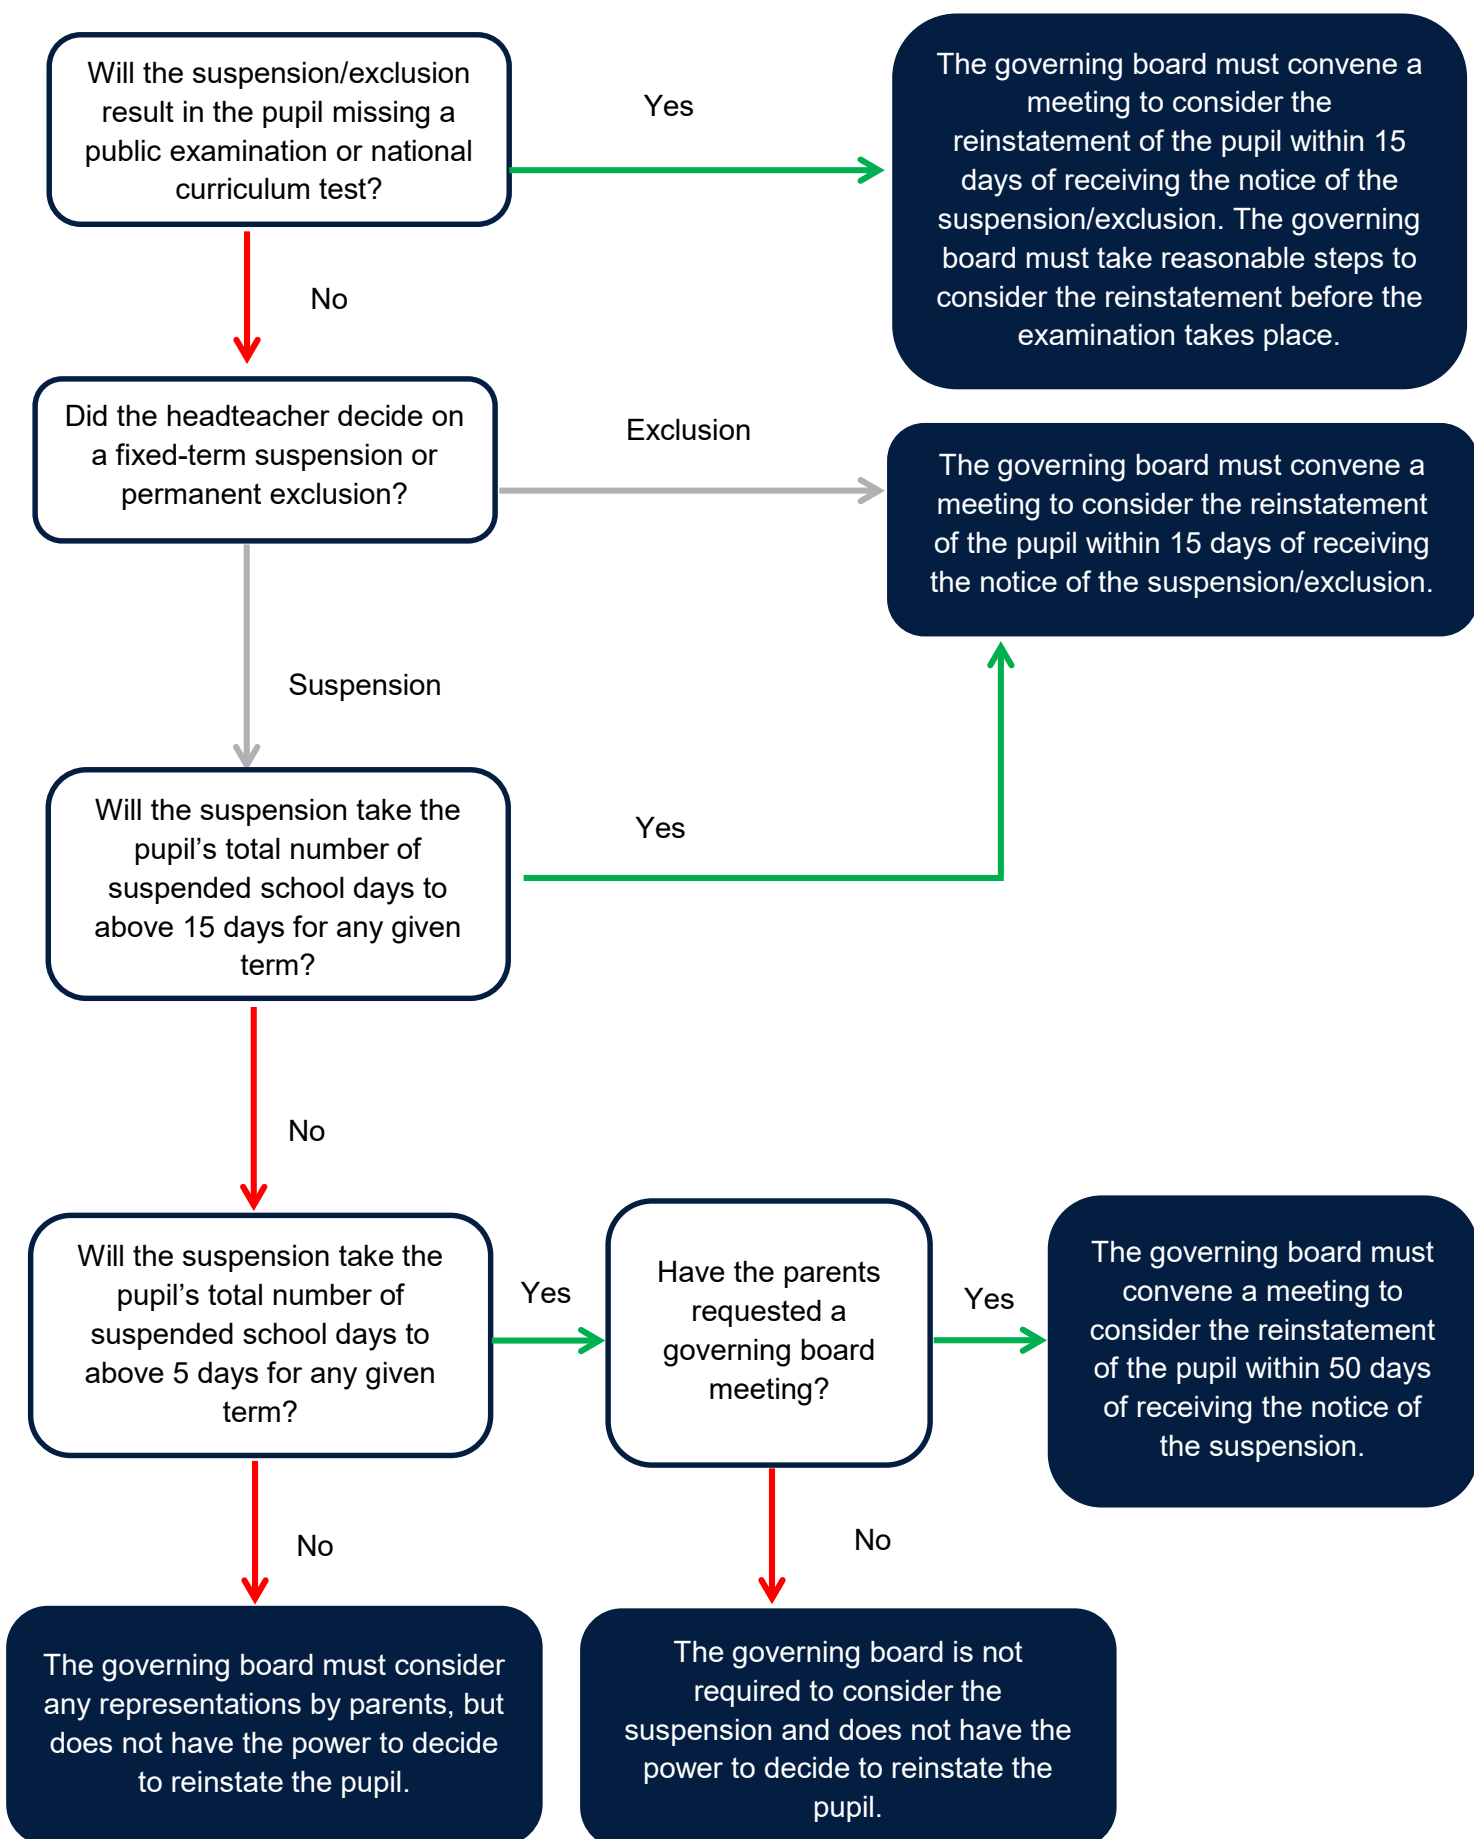 Will the suspension/exclusion
result in the pupil missing a
public examination or national
curriculum test?
Yes
The governing board must convene a
meeting to consider the
reinstatement of the pupil within 15
days of receiving the notice of the
suspension/exclusion. The governing
board must take reasonable steps to
consider the reinstatement before the
examination takes place.
No
Did the headteacher decide on
a fixed-term suspension or
permanent exclusion?
Exclusion
The governing board must convene a
meeting to consider the reinstatement
of the pupil within 15 days of receiving
the notice of the suspension/exclusion.
Suspension
Will the suspension take the
pupil’s total number of
suspended school days to
above 15 days for any given
term?
Yes
No
Will the suspension take the
pupil’s total number of
suspended school days to
above 5 days for any given
term?
Yes
Have the parents
requested a
governing board
meeting?
Yes
The governing board must
convene a meeting to
consider the reinstatement
of the pupil within 50 days
of receiving the notice of
the suspension.
No
No
The governing board must consider
any representations by parents, but
does not have the power to decide
to reinstate the pupil.
The governing board is not
required to consider the
suspension and does not have the
power to decide to reinstate the
pupil.